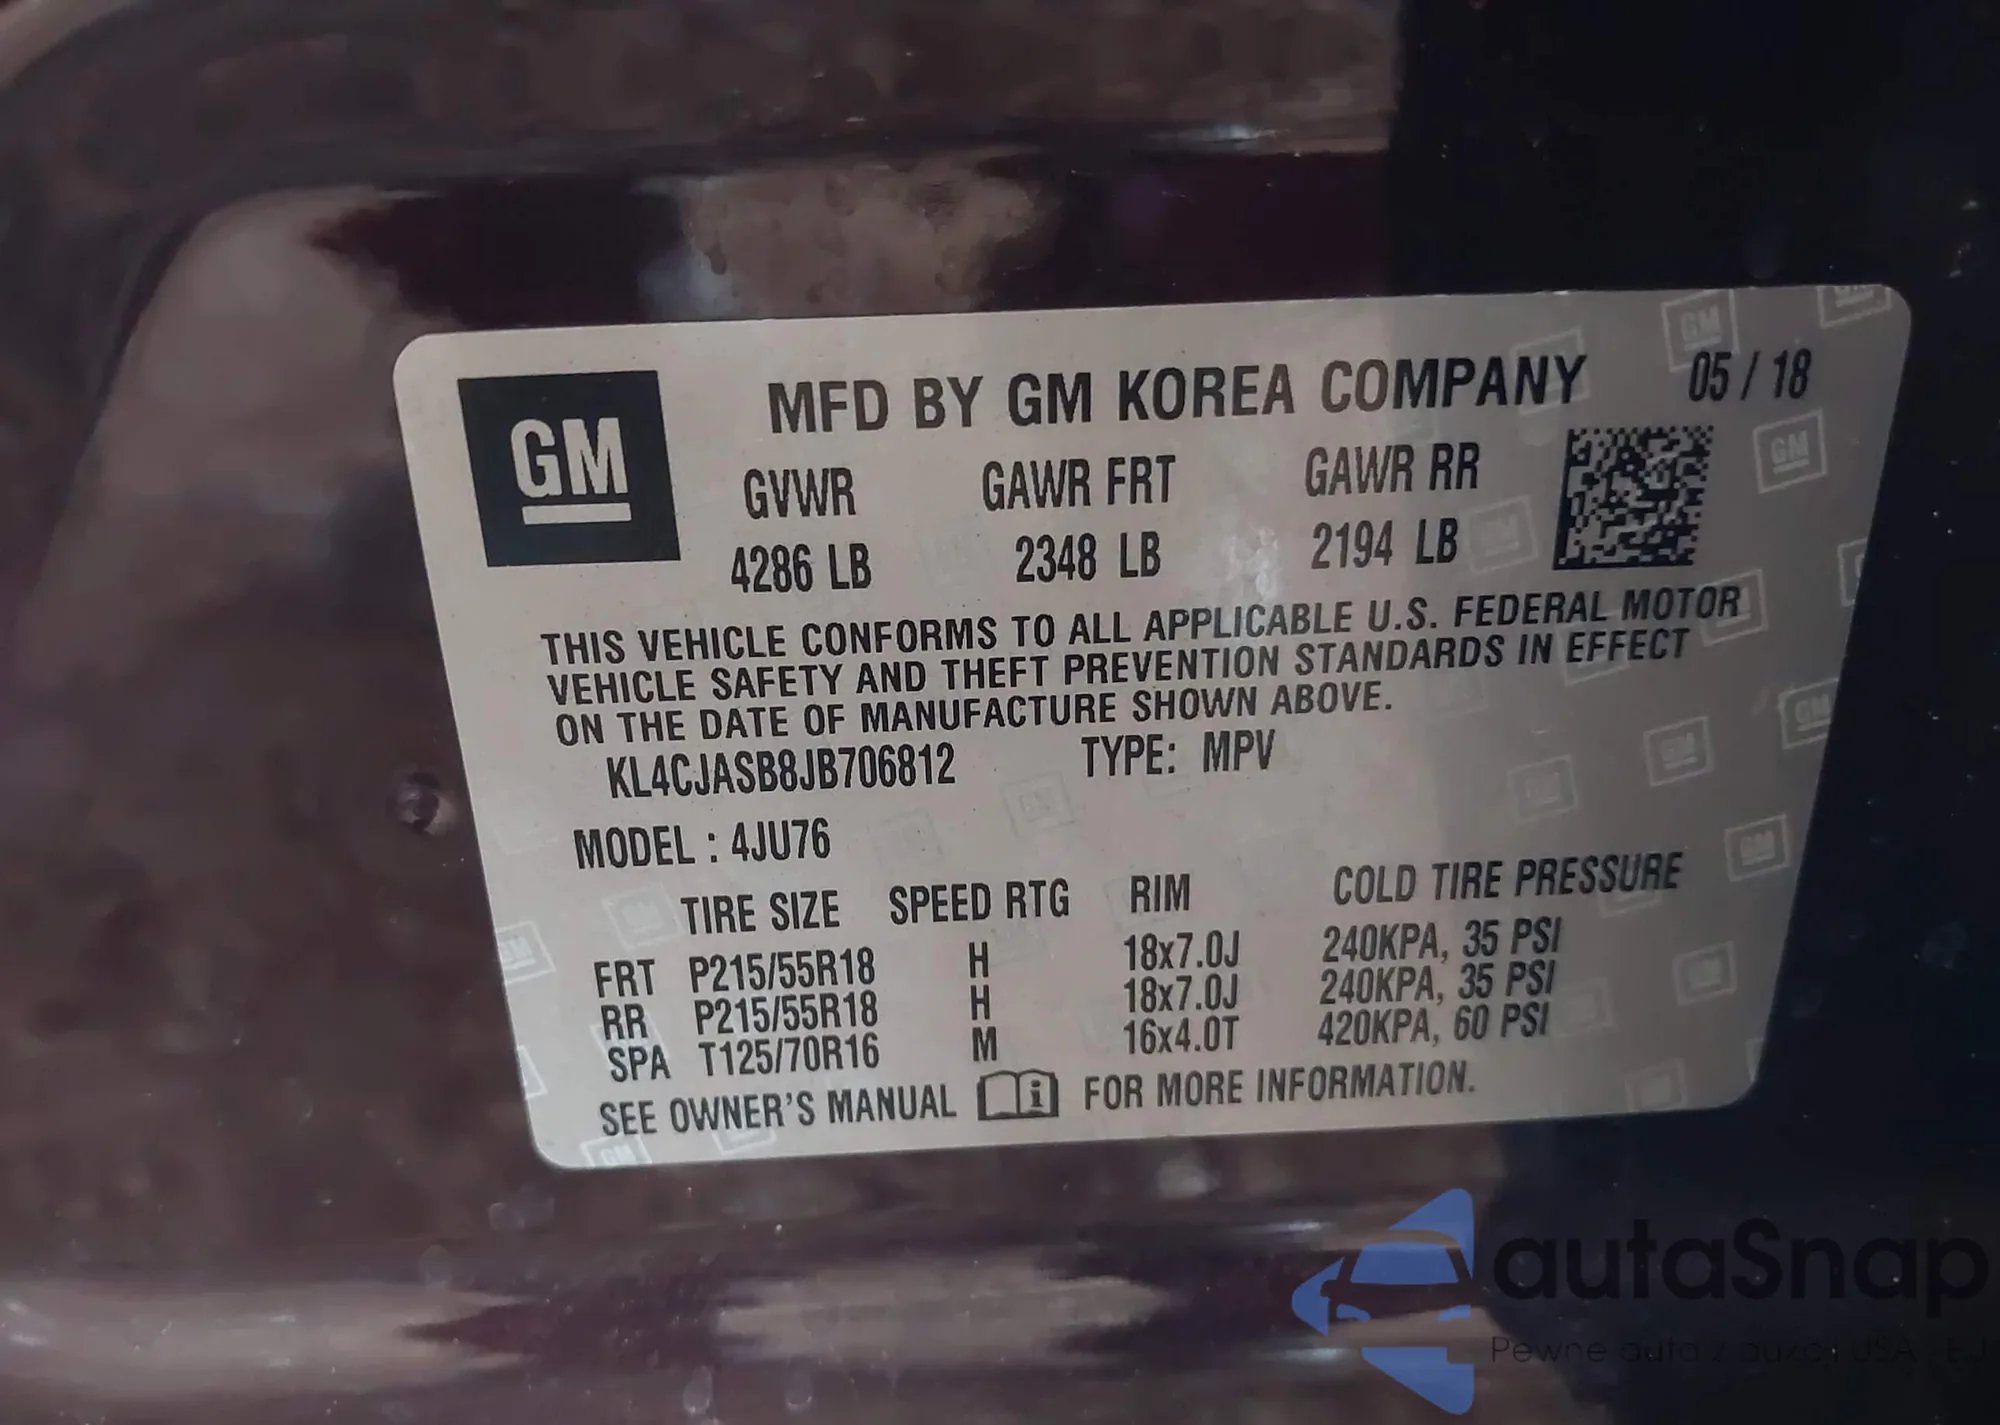 GM
MFD BY GM KOREA COMPANY 05 / 18
GVWR GAWR FRT GAWR RR
4286 LB 2348 LB 2194 LB
THIS VEHICLE CONFORMS TO ALL APPLICABLE U.S. FEDERAL MOTOR
VEHICLE SAFETY AND THEFT PREVENTION STANDARDS IN EFFECT
ON THE DATE OF MANUFACTURE SHOWN ABOVE.
KL4CJASB8JB706812 TYPE: MPV
MODEL : 4JU76
TIRE SIZE SPEED RTG RIM COLD TIRE PRESSURE
FRT P215/55R18 H 18x7.0J 240KPA, 35 PSI
RR P215/55R18 H 18x7.0J 240KPA, 35 PSI
SPA T125/70R16 M 16x4.0T 420KPA, 60 PSI
SEE OWNER'S MANUAL i FOR MORE INFORMATION.
autaSnap
Pewne auta z aukcji USA